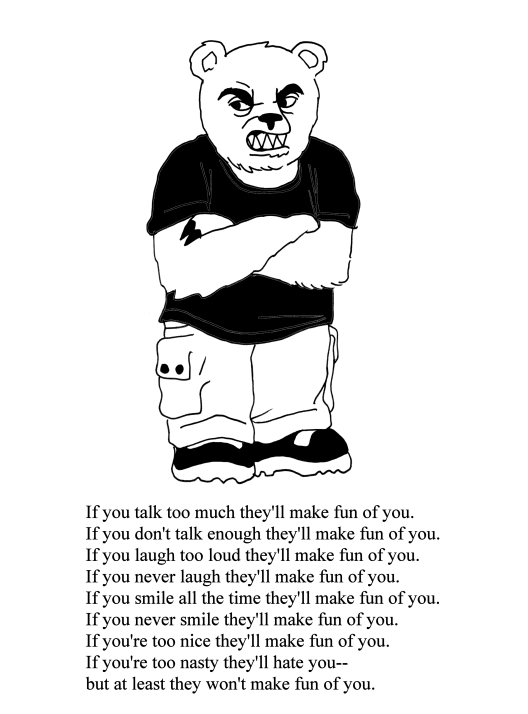 If you talk too much they'll make fun of you.
If you don't talk enough they'll make fun of you.
If you laugh too loud they'll make fun of you.
If you never laugh they'll make fun of you.
If you smile all the time they'll make fun of you.
If you never smile they'll make fun of you.
If you're too nice they'll make fun of you.
If you're too nasty they'll hate you--
but at least they won't make fun of you.